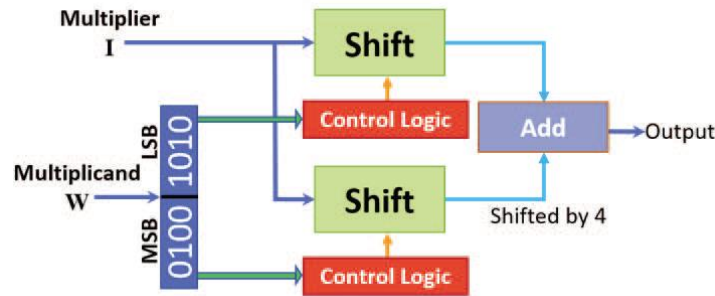 Multiplier
I
Shift
Control Logic
LSB
1010
Add
Output
Multiplicand
W
Shift
MSB
0100
Shifted by 4
Control Logic